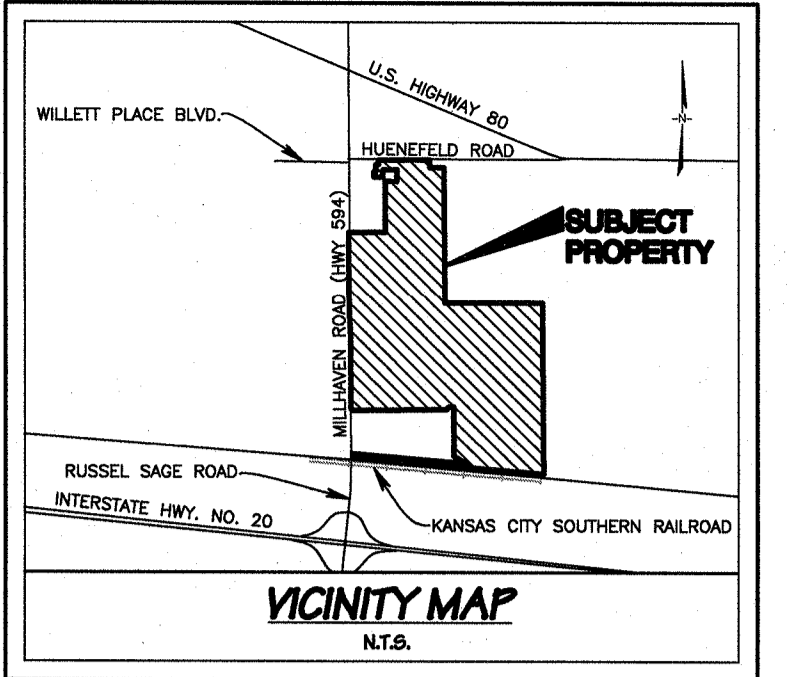 U.S. HIGHWAY 80
WILLETT PLACE BLVD.
HUENEFELD ROAD
N
MILLHAVEN ROAD (HWY 594)
SUBJECT
PROPERTY
RUSSEL SAGE ROAD
INTERSTATE HWY. NO. 20
KANSAS CITY SOUTHERN RAILROAD
VICINITY MAP
N.T.S.